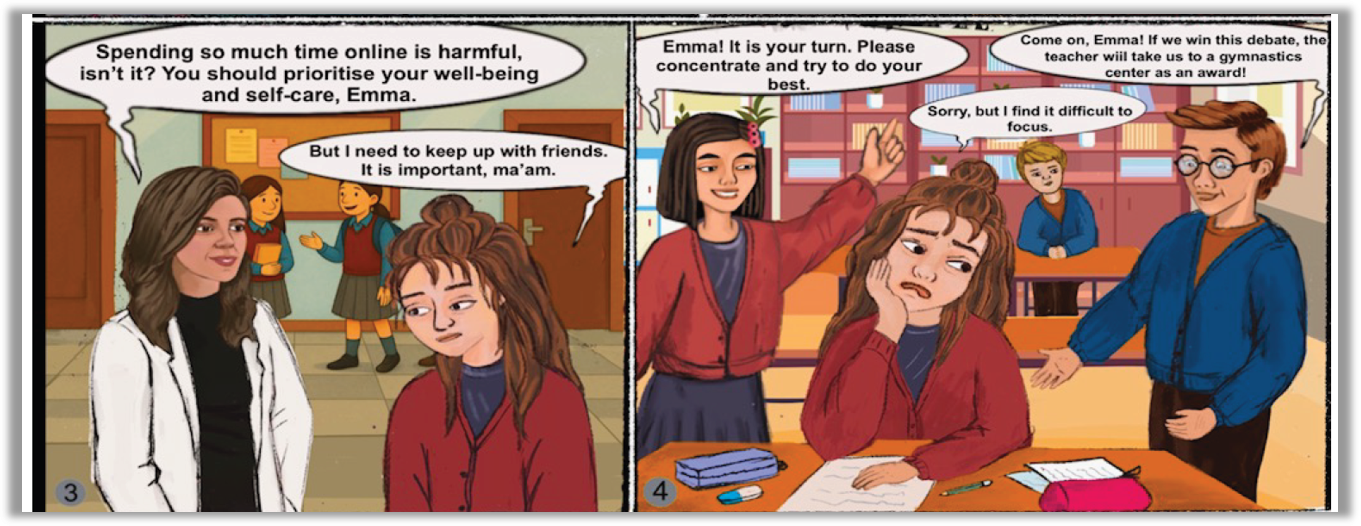 Spending so much time online is harmful,
isn't it? You should prioritise your well-being
and self-care, Emma.
But I need to keep up with friends.
It is important, ma'am.
3
Emma! It is your turn. Please
concentrate and try to do your
best.
Come on, Emma! If we win this debate, the
teacher wiil take us to a gymnastics
center as an award!
Sorry, but I find it difficult to
focus.
4